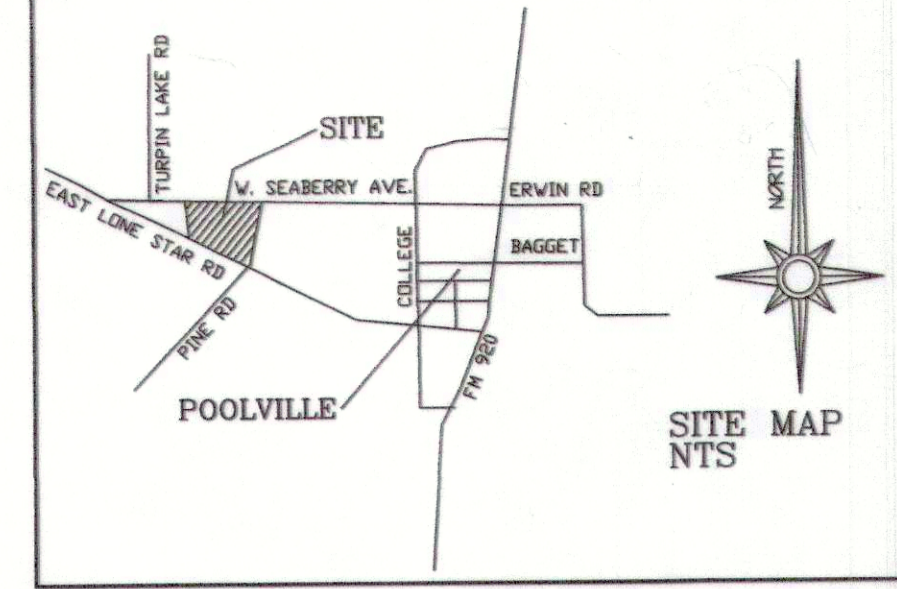 TURPIN LAKE RD
SITE
W. SEABERRY AVE.
ERWIN RD
EAST LONE STAR RD
COLLEGE
BAGGET
PINE RD
FM 920
POOLVILLE
NORTH
SITE MAP
NTS